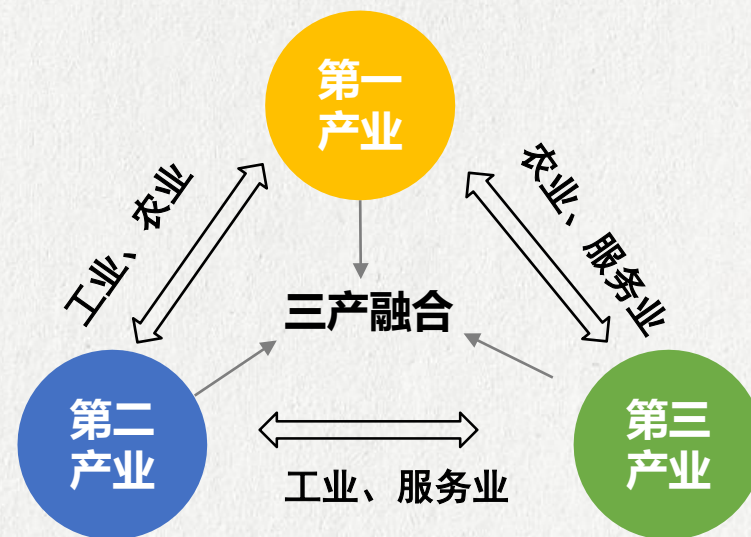 第一
产业
工业、农业
农业、服务业
三产融合
第二
产业
第三
产业
工业、服务业